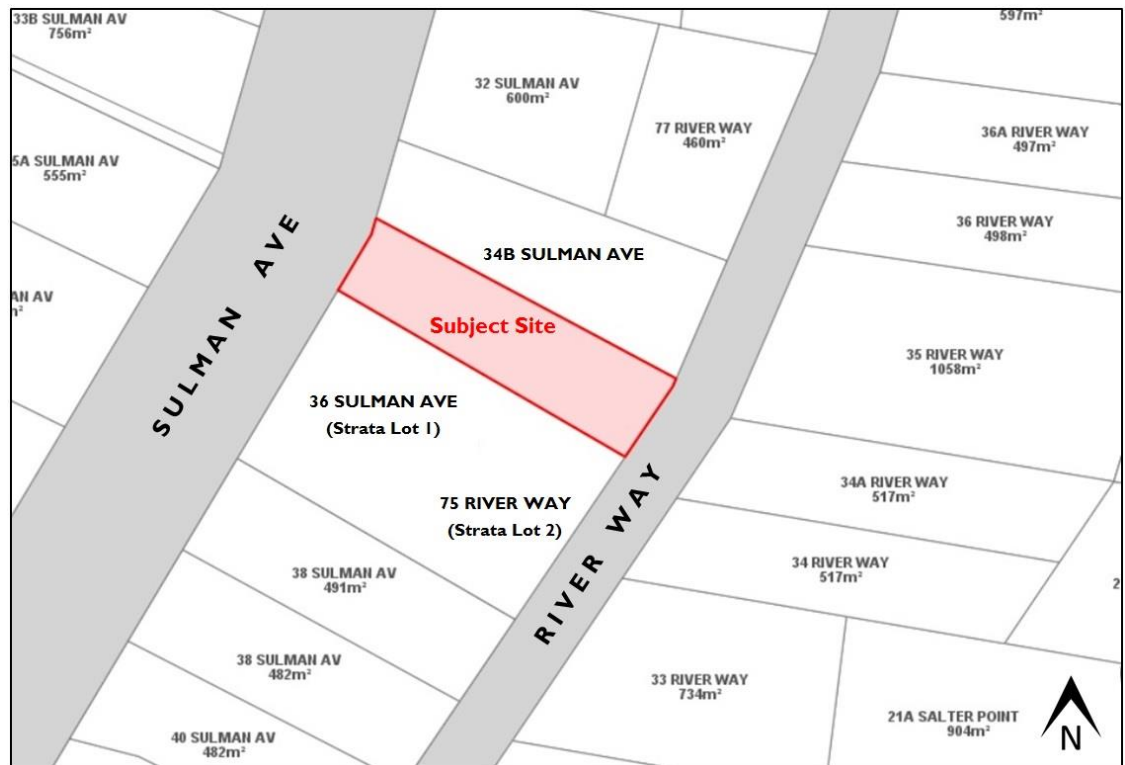 33B SULMAN AV
756m²
597m²
32 SULMAN AV
600m²
77 RIVER WAY
460m²
36A RIVER WAY
497m²
5A SULMAN AV
555m²
36 RIVER WAY
498m²
SULMAN AVE
34B SULMAN AVE
AN AV
Subject Site
35 RIVER WAY
1058m²
36 SULMAN AVE
(Strata Lot 1)
34A RIVER WAY
517m²
75 RIVER WAY
(Strata Lot 2)
RIVER WAY
34 RIVER WAY
517m²
38 SULMAN AV
491m²
2
38 SULMAN AV
482m²
33 RIVER WAY
734m²
21A SALTER POINT
904m²
N
40 SULMAN AV
482m²